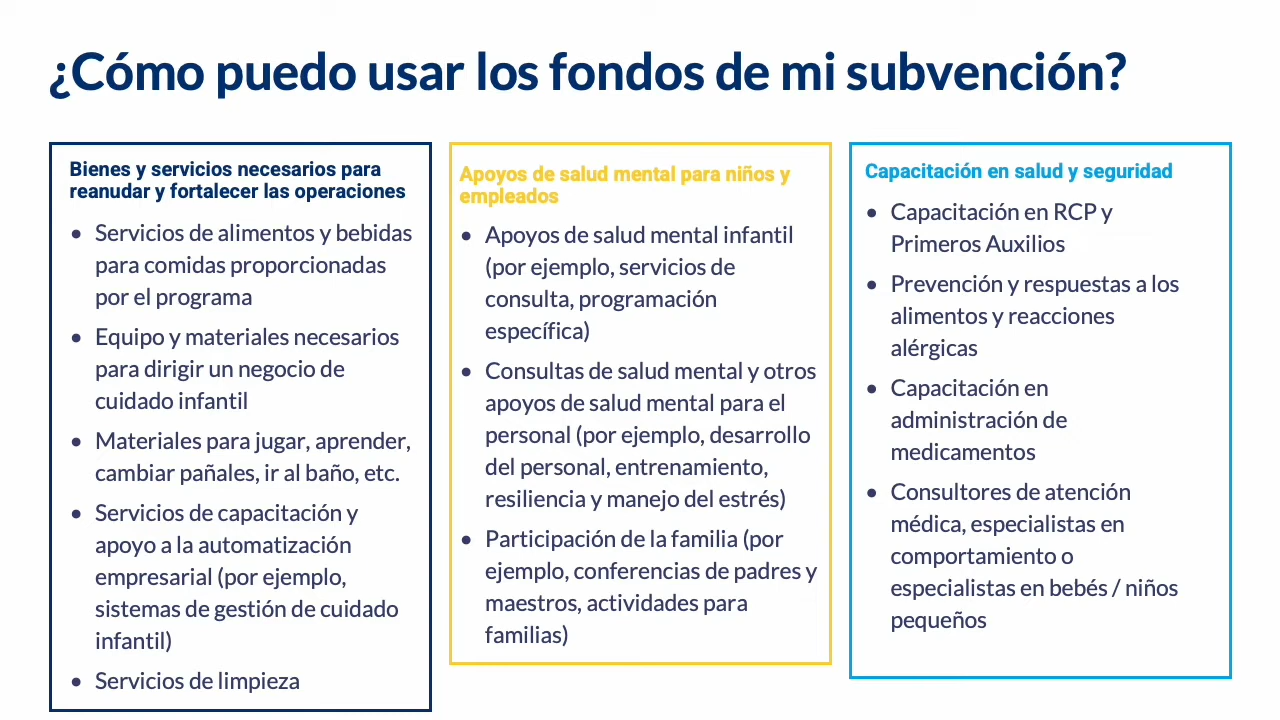 ¿Cómo puedo usar los fondos de mi subvención?
Bienes y servicios necesarios para
reanudar y fortalecer las operaciones
• Servicios de alimentos y bebidas
para comidas proporcionadas
por el programa
• Equipo y materiales necesarios
para dirigir un negocio de
cuidado infantil
• Materiales para jugar, aprender,
cambiar pañales, ir al baño, etc.
• Servicios de capacitación y
apoyo a la automatización
empresarial (por ejemplo,
sistemas de gestión de cuidado
infantil)
• Servicios de limpieza
Apoyos de salud mental para niños y
empleados
• Apoyos de salud mental infantil
(por ejemplo, servicios de
consulta, programación
específica)
• Consultas de salud mental y otros
apoyos de salud mental para el
personal (por ejemplo, desarrollo
del personal, entrenamiento,
resiliencia y manejo del estrés)
• Participación de la familia (por
ejemplo, conferencias de padres y
maestros, actividades para
familias)
Capacitación en salud y seguridad
• Capacitación en RCP y
Primeros Auxilios
• Prevención y respuestas a los
alimentos y reacciones
alérgicas
• Capacitación en
administración de
medicamentos
• Consultores de atención
médica, especialistas en
comportamiento o
especialistas en bebés / niños
pequeños